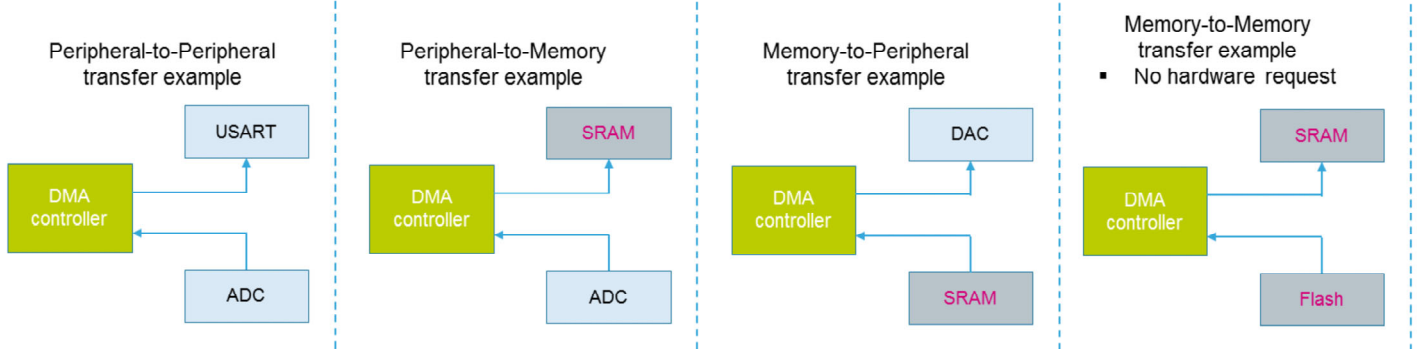 Peripheral-to-Peripheral
transfer example
USART
DMA
controller
ADC
Peripheral-to-Memory
transfer example
SRAM
DMA
controller
ADC
Memory-to-Peripheral
transfer example
DAC
DMA
controller
SRAM
Memory-to-Memory
transfer example
▪ No hardware request
SRAM
DMA
controller
Flash